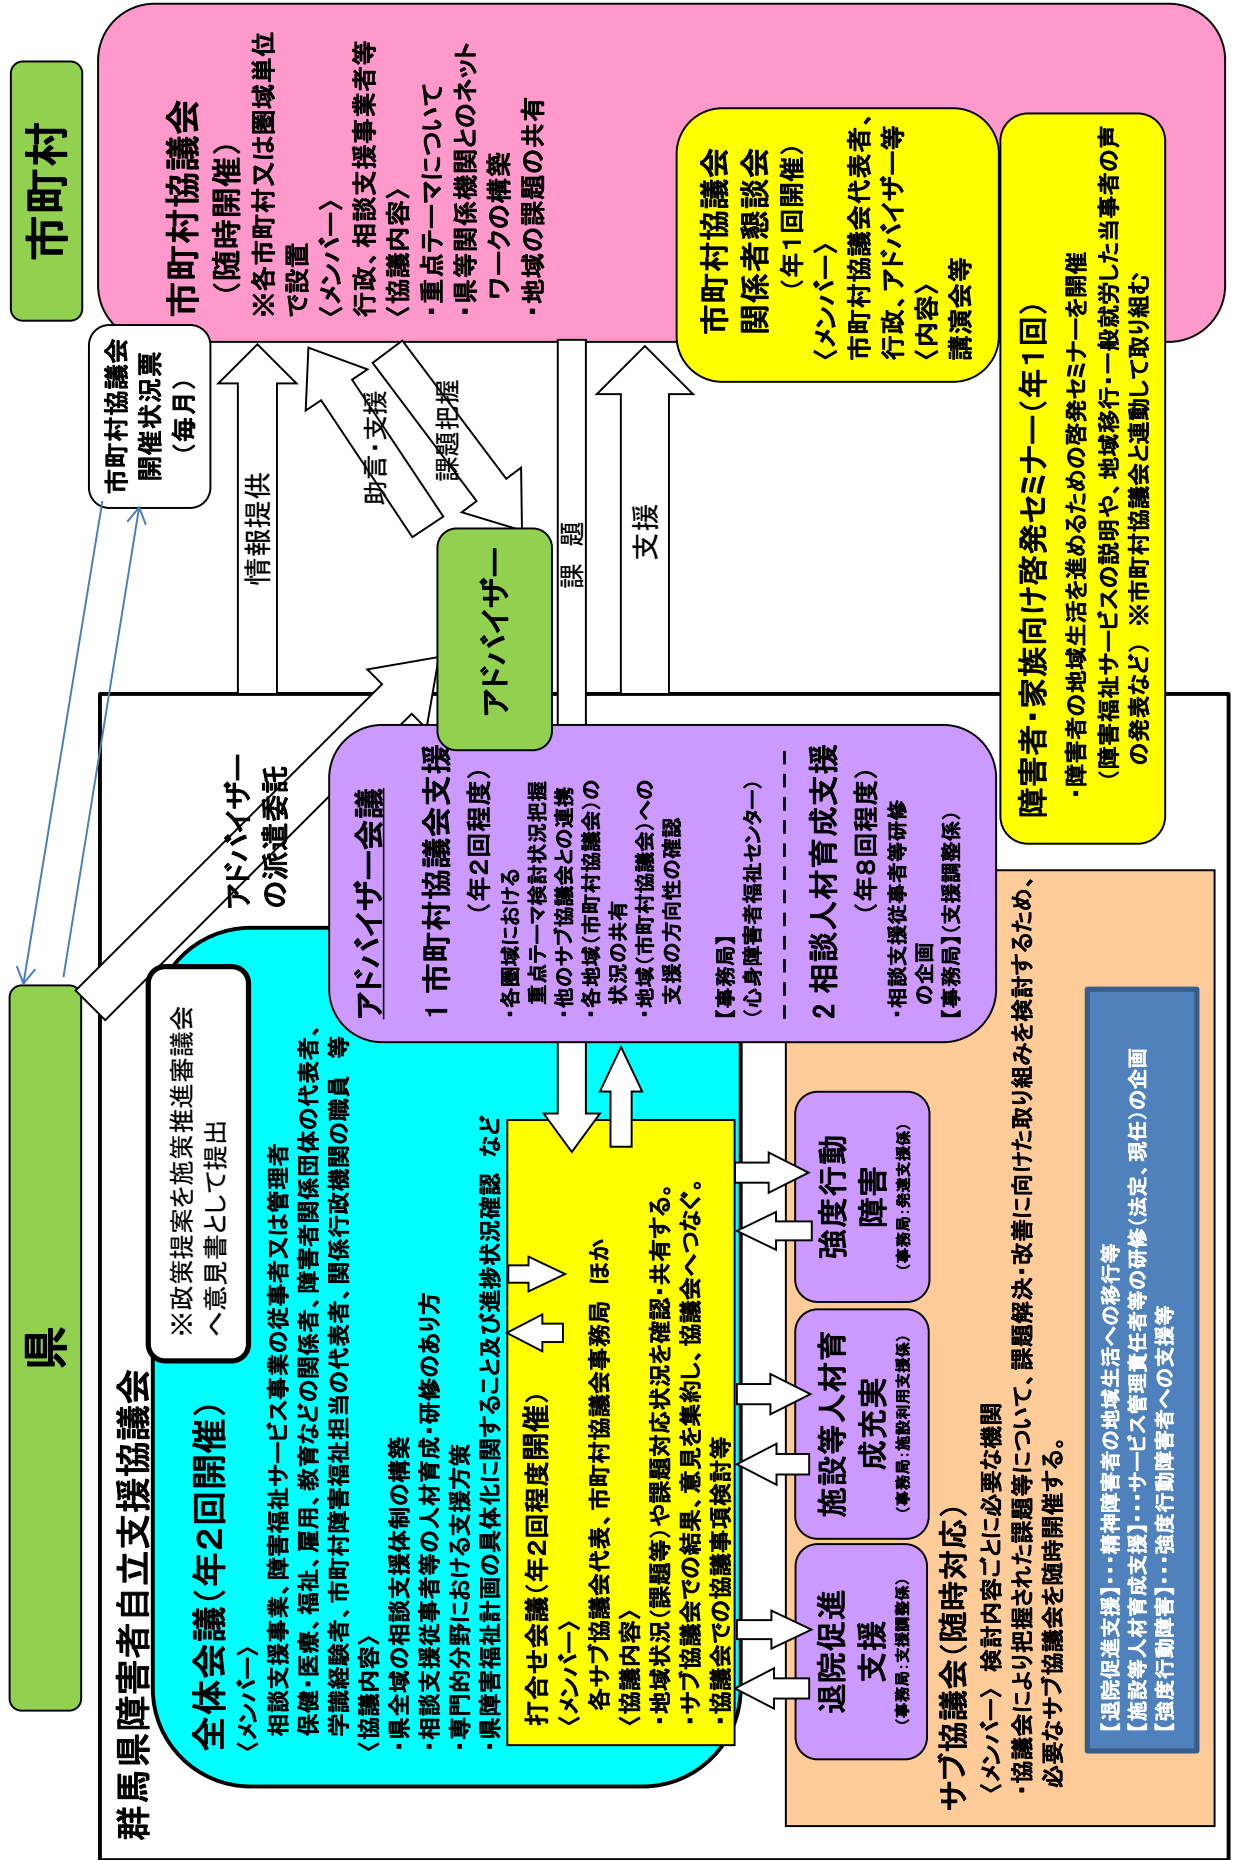 県
市町村
群馬県障害者自立支援協議会
※政策提案を施策推進審議会
へ意見書として提出
全体会議(年2回開催)
〈メンバー〉
相談支援事業、障害福祉サービス事業の従事者又は管理者
保健・医療、福祉、雇用、教育などの関係者、障害者関係団体の代表者、
学識経験者、市町村障害福祉担当の代表者、関係行政機関の職員 等
〈協議内容〉
・県全域の相談支援体制の構築
・相談支援従事者等の人材育成・研修のあり方
・専門的分野における支援方策
・県障害福祉計画の具体化に関すること及び進捗状況確認 など
打合せ会議(年2回程度開催)
〈メンバー〉
各サブ協議会代表、市町村協議会事務局 ほか
〈協議内容〉
・地域状況(課題等)や課題対応状況を確認・共有する。
・サブ協議会での結果、意見を集約し、協議会へつなぐ。
・協議会での協議事項検討等
退院促進
支援
(事務局:支援調整係)
施設等人材育
成充実
(事務局:施設利用支援係)
強度行動
障害
(事務局:発達支援係)
サブ協議会(随時対応)
〈メンバー〉 検討内容ごとに必要な機関
・協議会により把握された課題等について、課題解決・改善に向けた取り組みを検討するため、
必要なサブ協議会を随時開催する。
【退院促進支援】・・精神障害者の地域生活への移行等
【施設等人材育成支援】・・サービス管理責任者等の研修(法定、現任)の企画
【強度行動障害】・・強度行動障害者への支援等
アドバイザー
の派遣委託
アドバイザー会議
1 市町村協議会支援
(年2回程度)
・各圏域における
重点テーマ検討状況把握
・他のサブ協議会との連携
・各地域(市町村協議会)の
状況の共有
・地域(市町村協議会)への
支援の方向性の確認
【事務局】
(心身障害者福祉センター)
2 相談人材育成支援
(年8回程度)
・相談支援従事者等研修
の企画
【事務局】(支援調整係)
アドバイザー
情報提供
助言・支援
課題把握
課 題
支援
市町村協議会
開催状況票
(毎月)
市町村協議会
(随時開催)
※各市町村又は圏域単位
で設置
〈メンバー〉
行政、相談支援事業者等
〈協議内容〉
・重点テーマについて
・県等関係機関とのネット
ワークの構築
・地域の課題の共有
市町村協議会
関係者懇談会
(年1回開催)
〈メンバー〉
市町村協議会代表者、
行政、アドバイザー等
〈内容〉
講演会等
障害者・家族向け啓発セミナー(年1回)
・障害者の地域生活を進めるための啓発セミナーを開催
(障害福祉サービスの説明や、地域移行・一般就労した当事者の声
の発表など) ※市町村協議会と連動して取り組む